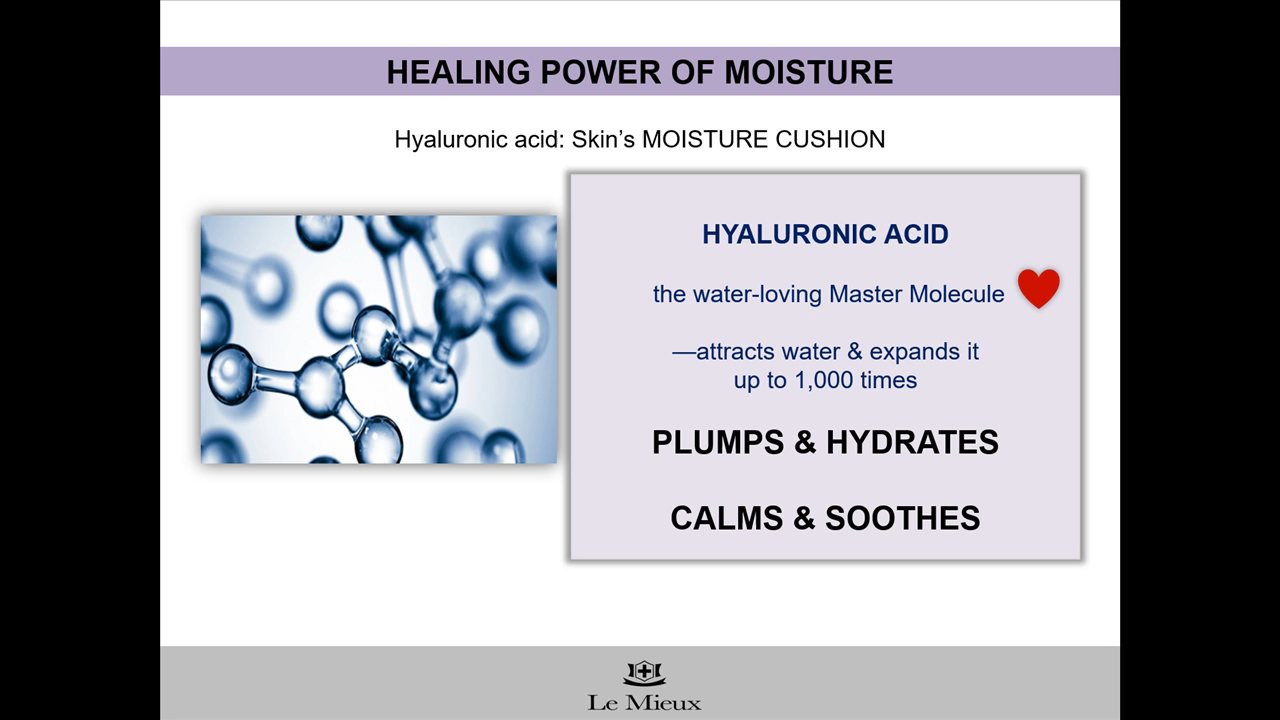 HEALING POWER OF MOISTURE
Hyaluronic acid: Skin’s MOISTURE CUSHION
HYALURONIC ACID
the water-loving Master Molecule
—attracts water & expands it
up to 1,000 times
PLUMPS & HYDRATES
CALMS & SOOTHES
Le Mieux